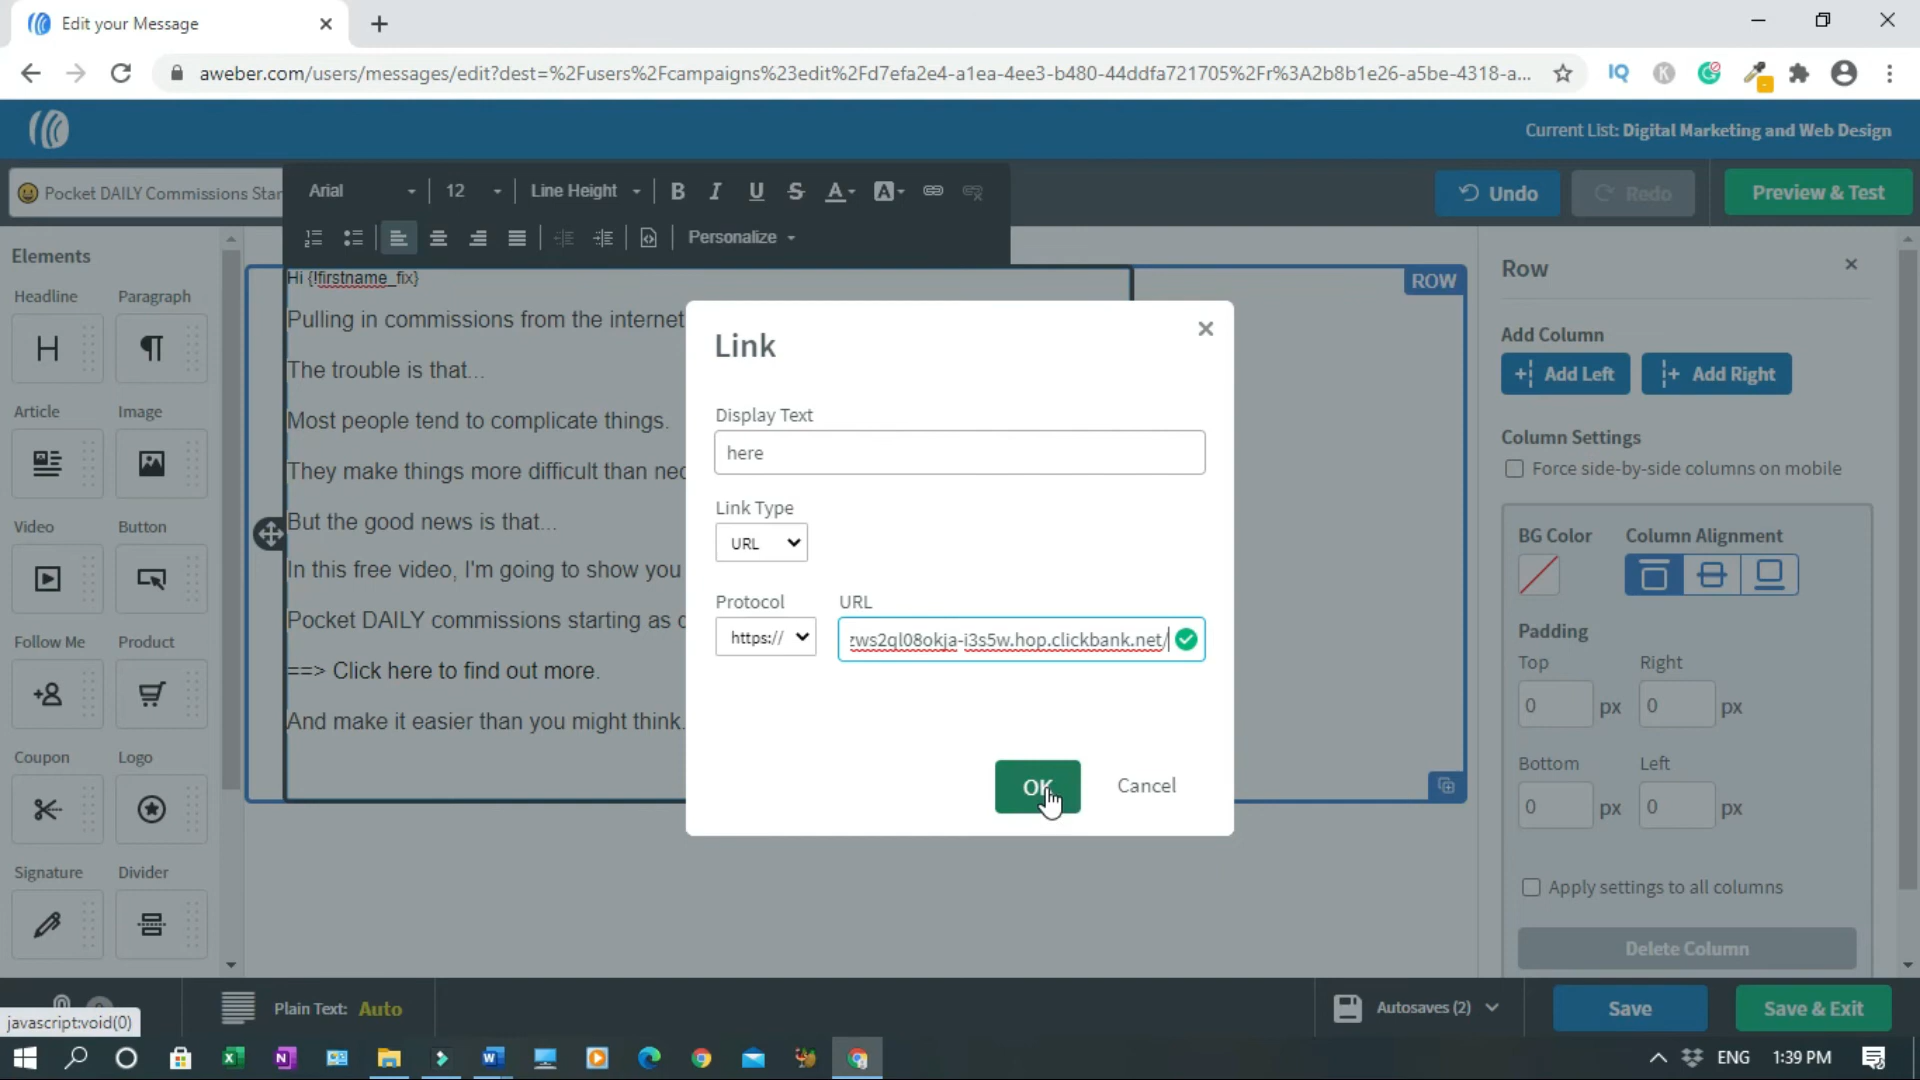 Edit your Message
aweber.com/users/messages/edit?dest=%2Fusers%2Fcampaigns%23edit%2Fd7efa2e4-a1ea-4ee3-b480-44ddfa721705%2Fr%3A2b8b1e26-a5be-4318-a...
IQ
K
Current List: Digital Marketing and Web Design
Pocket DAILY Commissions Star
Arial
12
Line Height
B
I
U
S
A
A
Undo
Redo
Preview & Test
Personalize
Elements
Headline
Paragraph
H
Article
Image
Video
Button
Follow Me
Product
Coupon
Logo
Signature
Divider
Hi {!firstname_fix}
Pulling in commissions from the internet
The trouble is that...
Most people tend to complicate things.
They make things more difficult than nec
But the good news is that...
In this free video, I'm going to show you
Pocket DAILY commissions starting as
==> Click here to find out more.
And make it easier than you might think.
ROW
Link
Display Text
here
Link Type
URL
Protocol
URL
https://
zws2ql08okja-i3s5w.hop.clickbank.net/
OK
Cancel
Row
Add Column
Add Left
Add Right
Column Settings
Force side-by-side columns on mobile
BG Color
Column Alignment
Padding
Top
Right
0 px
0 px
Bottom
Left
0 px
0 px
Apply settings to all columns
Delete Column
Plain Text: Auto
Autosaves (2)
Save
Save & Exit
javascript:void(0)
ENG
1:39 PM